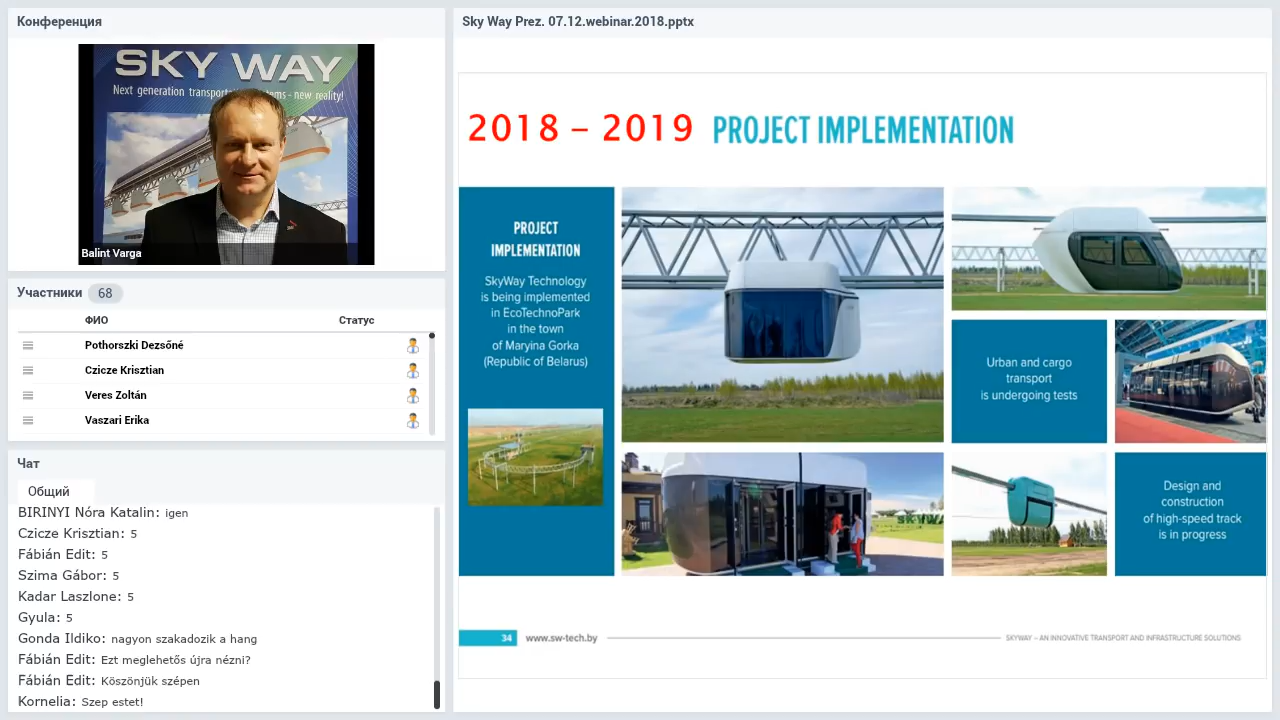 Конференция
SKY WAY
Next generation transportation systems - new reality!
Balint Varga
Участники 68
ФИО Статус
Pothorszki Dezsőné
Czicze Krisztian
Veres Zoltán
Vaszari Erika
Чат
Общий
BIRINYI Nóra Katalin: igen
Czicze Krisztian: 5
Fábián Edit: 5
Szima Gábor: 5
Kadar Laszlone: 5
Gyula: 5
Gonda Ildiko: nagyon szakadozik a hang
Fábián Edit: Ezt meglehetős újra nézni?
Fábián Edit: Köszönjük szépen
Kornelia: Szep estet!
Sky Way Prez. 07.12.webinar.2018.pptx
2018 – 2019 PROJECT IMPLEMENTATION
PROJECT
IMPLEMENTATION
SkyWay Technology
is being implemented
in EcoTechnoPark
in the town
of Maryina Gorka
(Republic of Belarus)
Urban and cargo
transport
is undergoing tests
SKYWA
Design and
construction
of high-speed track
is in progress
34 www.sw-tech.by
SKYWAY – AN INNOVATIVE TRANSPORT AND INFRASTRUCTURE SOLUTIONS